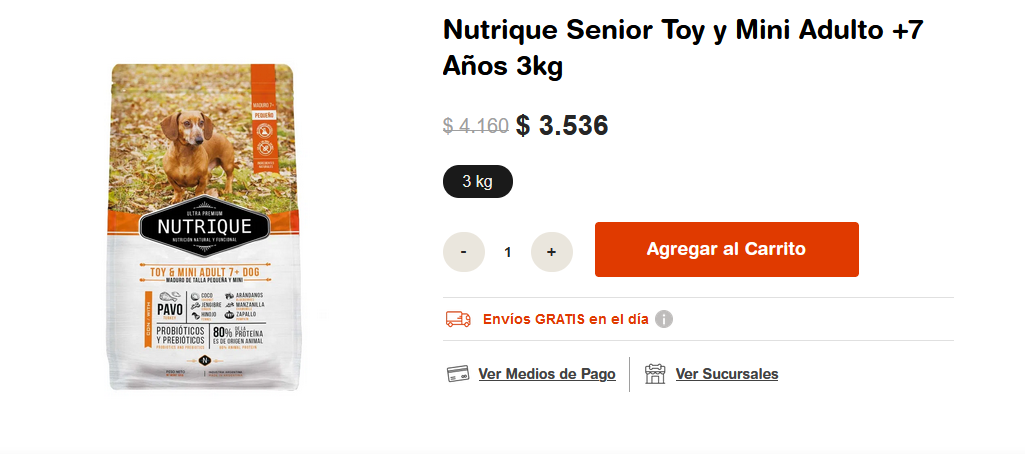 Nutrique Senior Toy y Mini Adulto +7
Años 3kg
$ 4.160 $ 3.536
3 kg
- 1 + Agregar al Carrito
Envíos GRATIS en el día
Ver Medios de Pago
Ver Sucursales
MADURO 7+
PEQUEÑO
ULTRA PREMIUM
NUTRIQUE
NUTRICIÓN NATURAL Y FUNCIONAL
TOY & MINI ADULT 7+ DOG
MADURO DE TALLA PEQUEÑA Y MINI
CON / WITH
PAVO
TURKEY
COCO
JENGIBRE
HINOJO
ARÁNDANOS
MANZANILLA
ZAPALLO
PROBIÓTICOS
Y PREBIÓTICOS
80% DE LA PROTEÍNA
ES DE ORIGEN ANIMAL
N